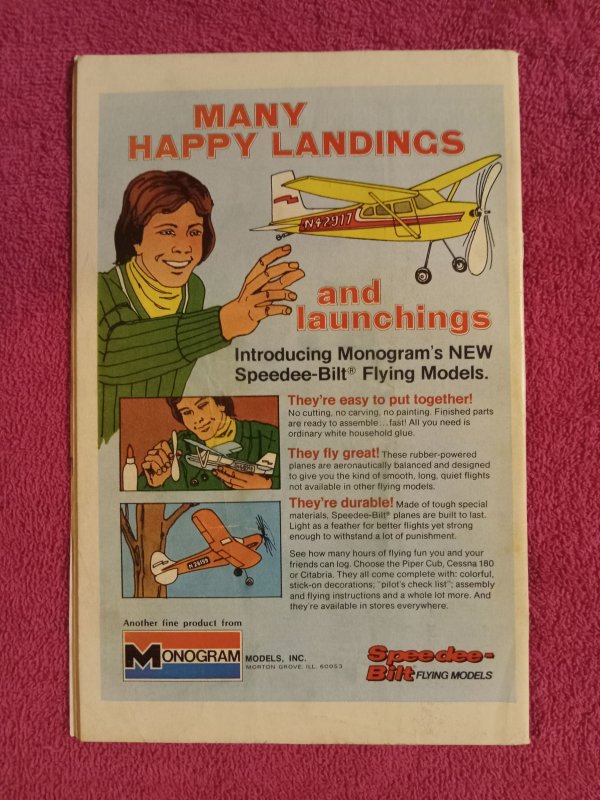 MANY
HAPPY LANDINGS
N42917
and
launchings
Introducing Monogram's NEW
Speedee-Bilt® Flying Models.
They're easy to put together!
No cutting, no carving, no painting. Finished parts
are ready to assemble...fast! All you need is
ordinary white household glue.
They fly great! These rubber-powered
planes are aeronautically balanced and designed
to give you the kind of smooth, long, quiet flights
not available in other flying models.
They're durable! Made of tough special
materials, Speedee-Bilt® planes are built to last.
Light as a feather for better flights yet strong
enough to withstand a lot of punishment.
N26159
See how many hours of flying fun you and your
friends can log. Choose the Piper Cub, Cessna 180
or Citabria. They all come complete with: colorful,
stick-on decorations; "pilot's check list"; assembly
and flying instructions and a whole lot more. And
they're available in stores everywhere.
Another fine product from
MONOGRAM MODELS, INC.
MORTON GROVE, ILL. 60053
Speedee-
Bilt FLYING MODELS